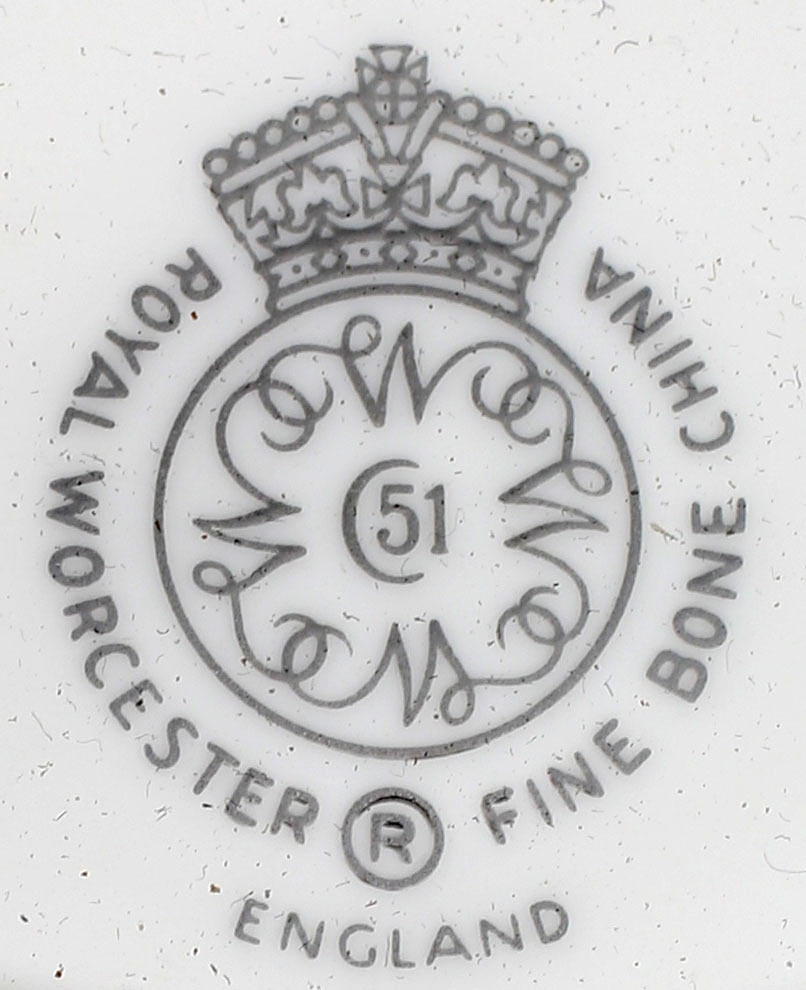 ROYAL WORCESTER ® FINE BONE CHINA
W W W W
C 51
ENGLAND